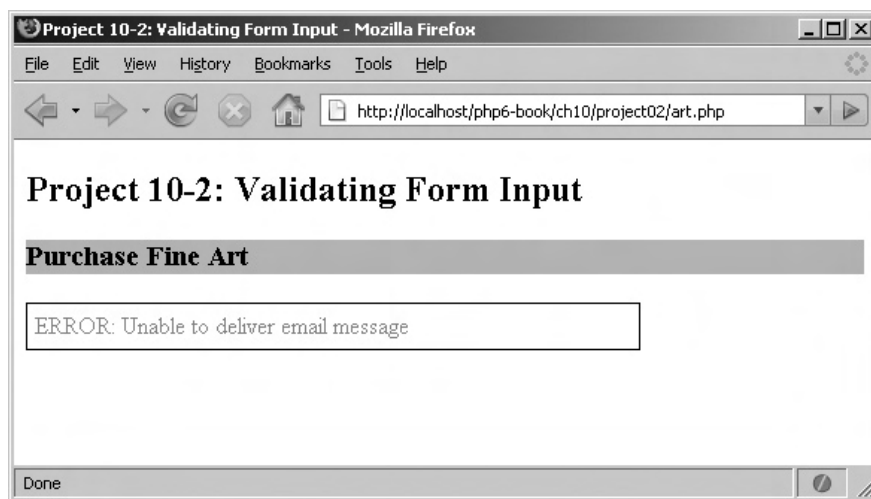 Project 10-2: Validating Form Input - Mozilla Firefox
File Edit View History Bookmarks Tools Help
http://localhost/php6-book/ch10/project02/art.php
Project 10-2: Validating Form Input
Purchase Fine Art
ERROR: Unable to deliver email message
Done